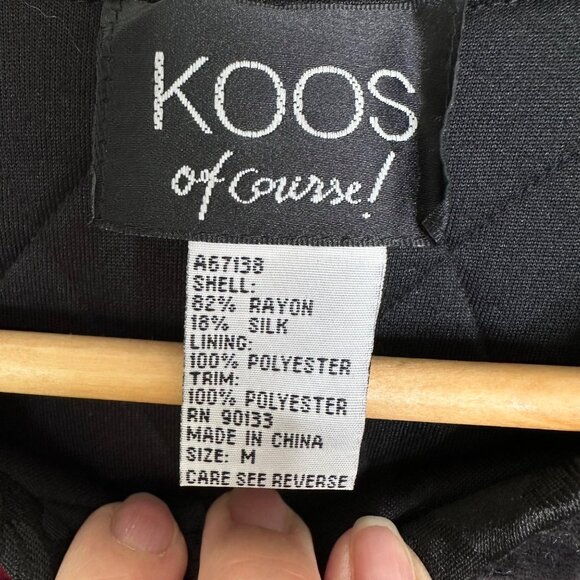 KOOS
of Course!
A67138
SHELL:
82% RAYON
18% SILK
LINING:
100% POLYESTER
TRIM:
100% POLYESTER
RN 90133
MADE IN CHINA
SIZE: M
CARE SEE REVERSE